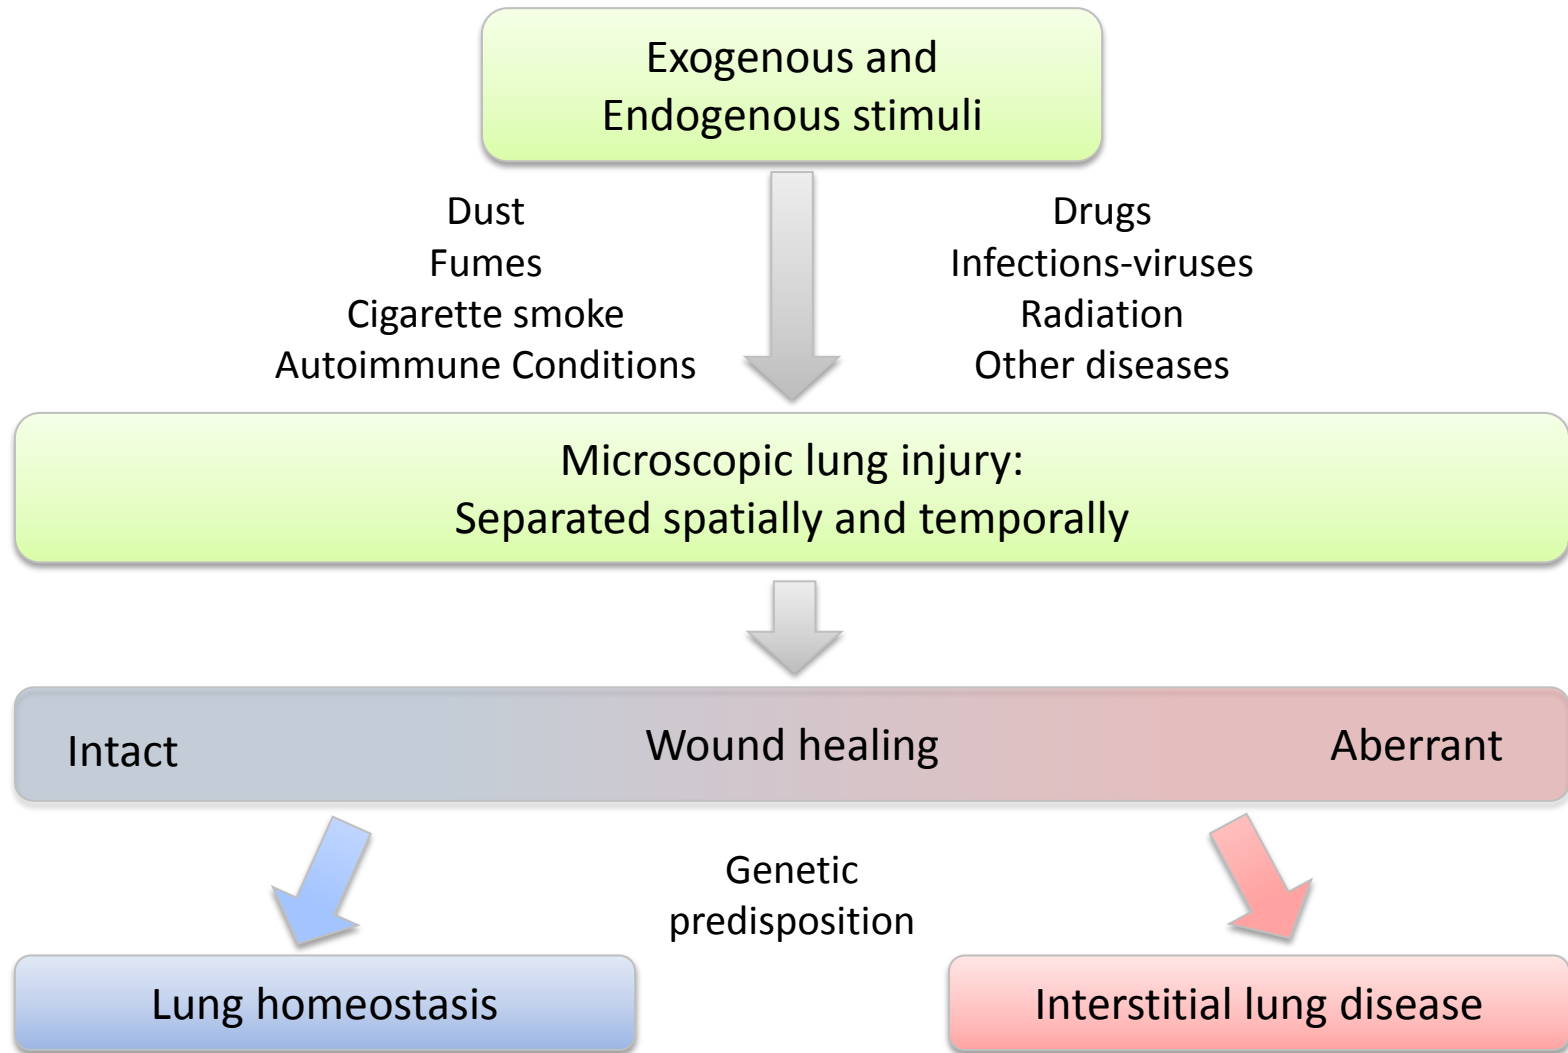 Exogenous and
Endogenous stimuli
Dust
Fumes
Cigarette smoke
Autoimmune Conditions
Drugs
Infections-viruses
Radiation
Other diseases
Microscopic lung injury:
Separated spatially and temporally
Intact
Wound healing
Aberrant
Genetic
predisposition
Lung homeostasis
Interstitial lung disease